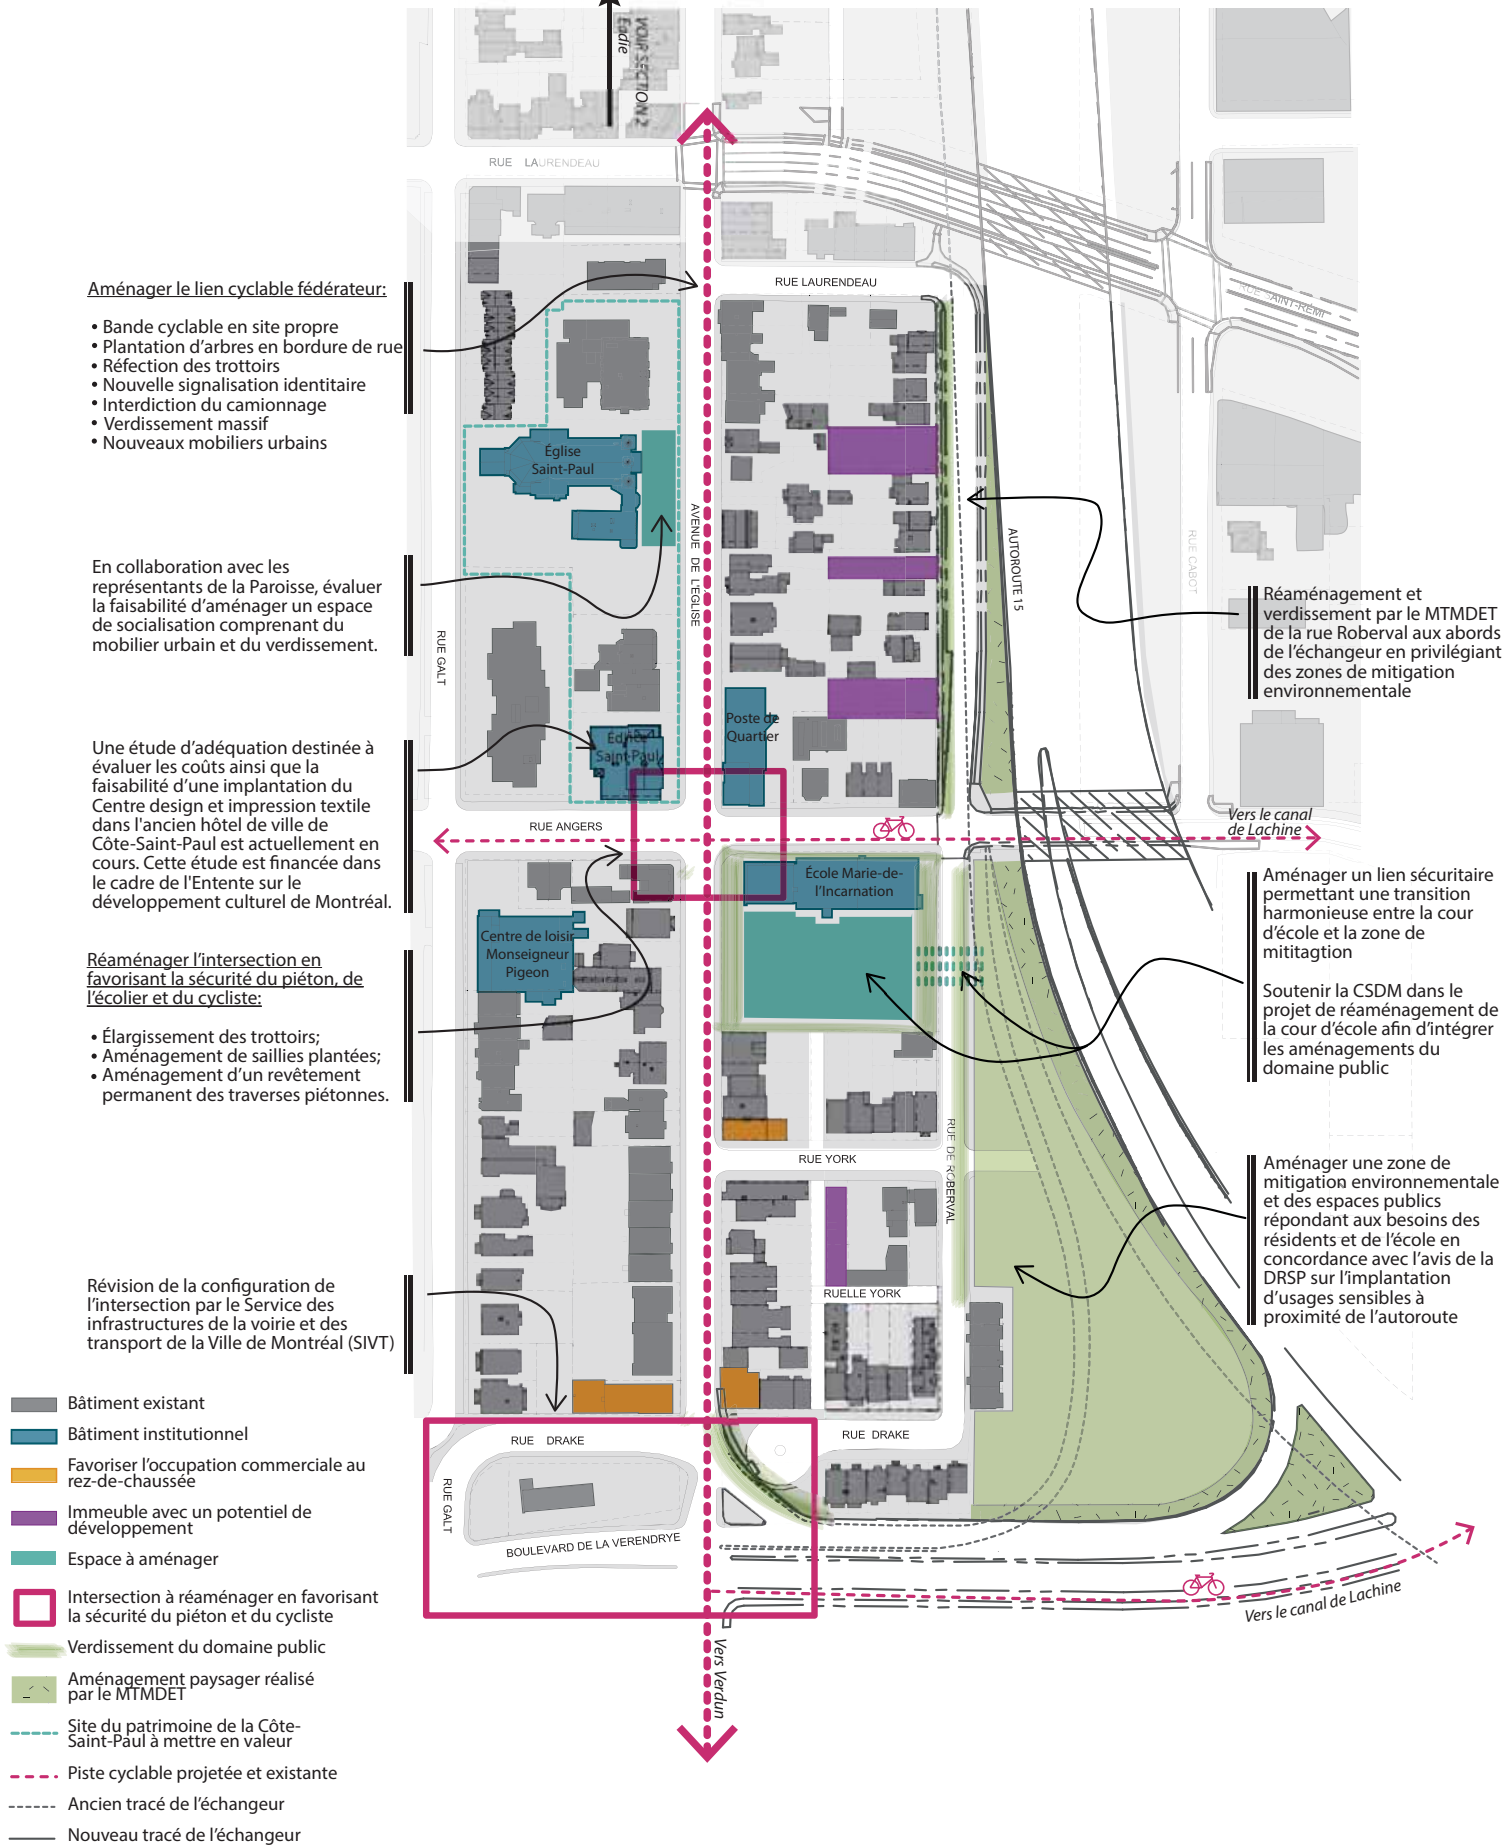 VOIR SECTION 2
Eadie
RUE LAURENDEAU
RUE LAURENDEAU
RUE SAINT-RÉMI
Aménager le lien cyclable fédérateur:
• Bande cyclable en site propre
• Plantation d'arbres en bordure de rue
• Réfection des trottoirs
• Nouvelle signalisation identitaire
• Interdiction du camionnage
• Verdissement massif
• Nouveaux mobiliers urbains
Église
Saint-Paul
AVENUE DE L'EGLISE
AUTOROUTE 15
RUE CABOT
En collaboration avec les
représentants de la Paroisse, évaluer
la faisabilité d'aménager un espace
de socialisation comprenant du
mobilier urbain et du verdissement.
RUE GALT
Réaménagement et
verdissement par le MTMDET
de la rue Roberval aux abords
de l'échangeur en privilégiant
des zones de mitigation
environnementale
Poste de
Quartier
Édifice
Saint-Paul
Une étude d'adéquation destinée à
évaluer les coûts ainsi que la
faisabilité d'une implantation du
Centre design et impression textile
dans l'ancien hôtel de ville de
Côte-Saint-Paul est actuellement en
cours. Cette étude est financée dans
le cadre de l'Entente sur le
développement culturel de Montréal.
RUE ANGERS
Vers le canal
de Lachine
École Marie-de-
l'Incarnation
Aménager un lien sécuritaire
permettant une transition
harmonieuse entre la cour
d'école et la zone de
mititagtion
Soutenir la CSDM dans le
projet de réaménagement de
la cour d'école afin d'intégrer
les aménagements du
domaine public
Centre de loisir
Monseigneur
Pigeon
Réaménager l'intersection en
favorisant la sécurité du piéton, de
l'écolier et du cycliste:
• Élargissement des trottoirs;
• Aménagement de saillies plantées;
• Aménagement d'un revêtement
permanent des traverses piétonnes.
RUE YORK
RUE DE ROBERVAL
Aménager une zone de
mitigation environnementale
et des espaces publics
répondant aux besoins des
résidents et de l'école en
concordance avec l'avis de la
DRSP sur l'implantation
d'usages sensibles à
proximité de l'autoroute
RUELLE YORK
Révision de la configuration de
l'intersection par le Service des
infrastructures de la voirie et des
transport de la Ville de Montréal (SIVT)
RUE DRAKE
RUE DRAKE
RUE GALT
BOULEVARD DE LA VERENDRYE
Vers le canal de Lachine
Vers Verdun
Bâtiment existant
Bâtiment institutionnel
Favoriser l'occupation commerciale au
rez-de-chaussée
Immeuble avec un potentiel de
développement
Espace à aménager
Intersection à réaménager en favorisant
la sécurité du piéton et du cycliste
Verdissement du domaine public
Aménagement paysager réalisé
par le MTMDET
Site du patrimoine de la Côte-
Saint-Paul à mettre en valeur
Piste cyclable projetée et existante
Ancien tracé de l'échangeur
Nouveau tracé de l'échangeur